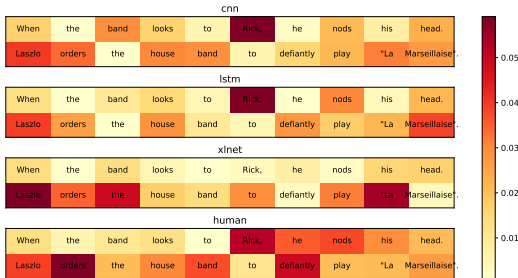 cnn
When the band looks to Rick, he nods his head.
Laszlo orders the house band to defiantly play "La Marseillaise".
lstm
When the band looks to Rick, he nods his head.
Laszlo orders the house band to defiantly play "La Marseillaise".
xlnet
When the band looks to Rick, he nods his head.
Laszlo orders the house band to defiantly play "La Marseillaise".
human
When the band looks to Rick, he nods his head.
Laszlo orders the house band to defiantly play "La Marseillaise".
0.05
0.04
0.03
0.02
0.01